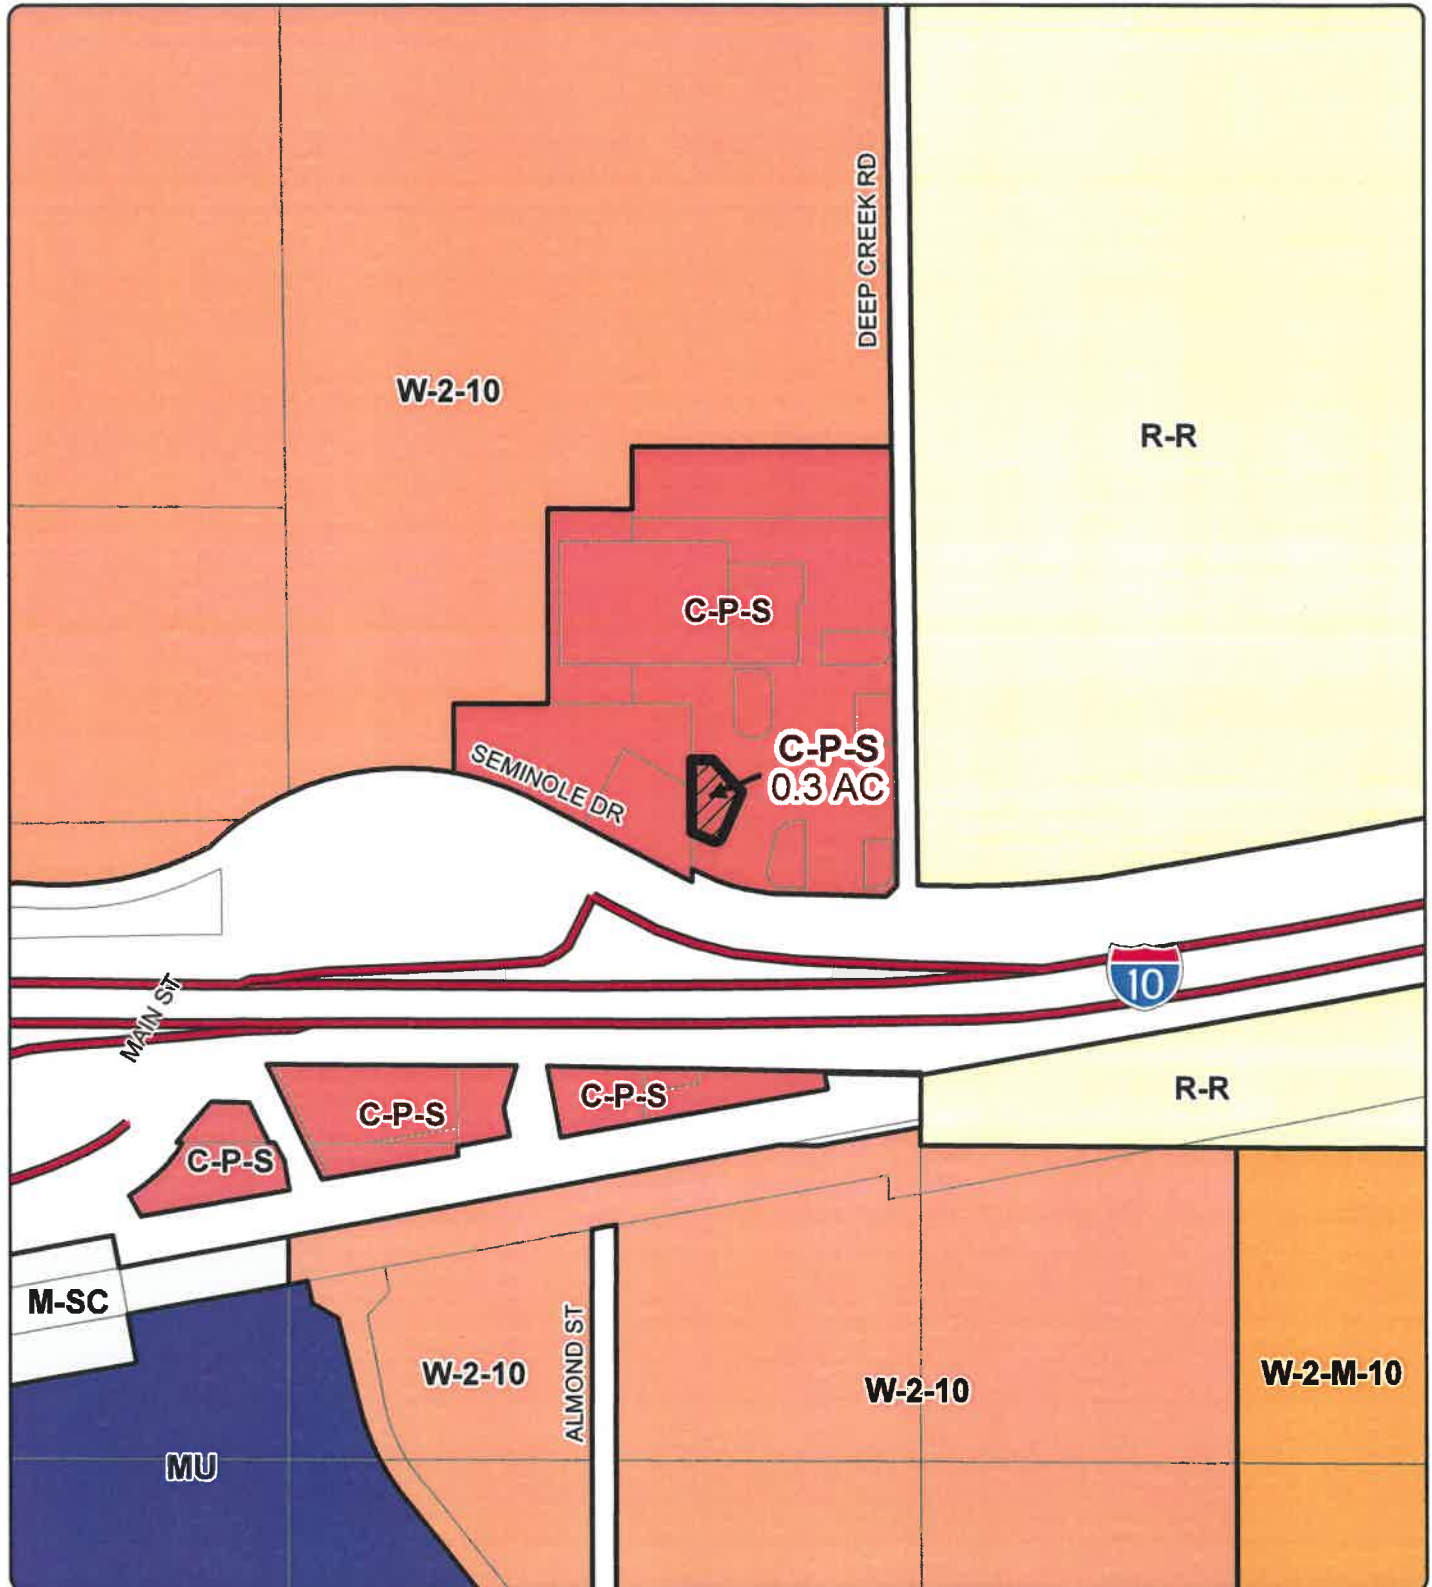 DEEP CREEK RD
W-2-10
R-R
C-P-S
C-P-S
0.3 AC
SEMINOLE DR
10
MAIN ST
C-P-S
C-P-S
C-P-S
R-R
M-SC
W-2-10
ALMOND ST
W-2-10
W-2-M-10
MU